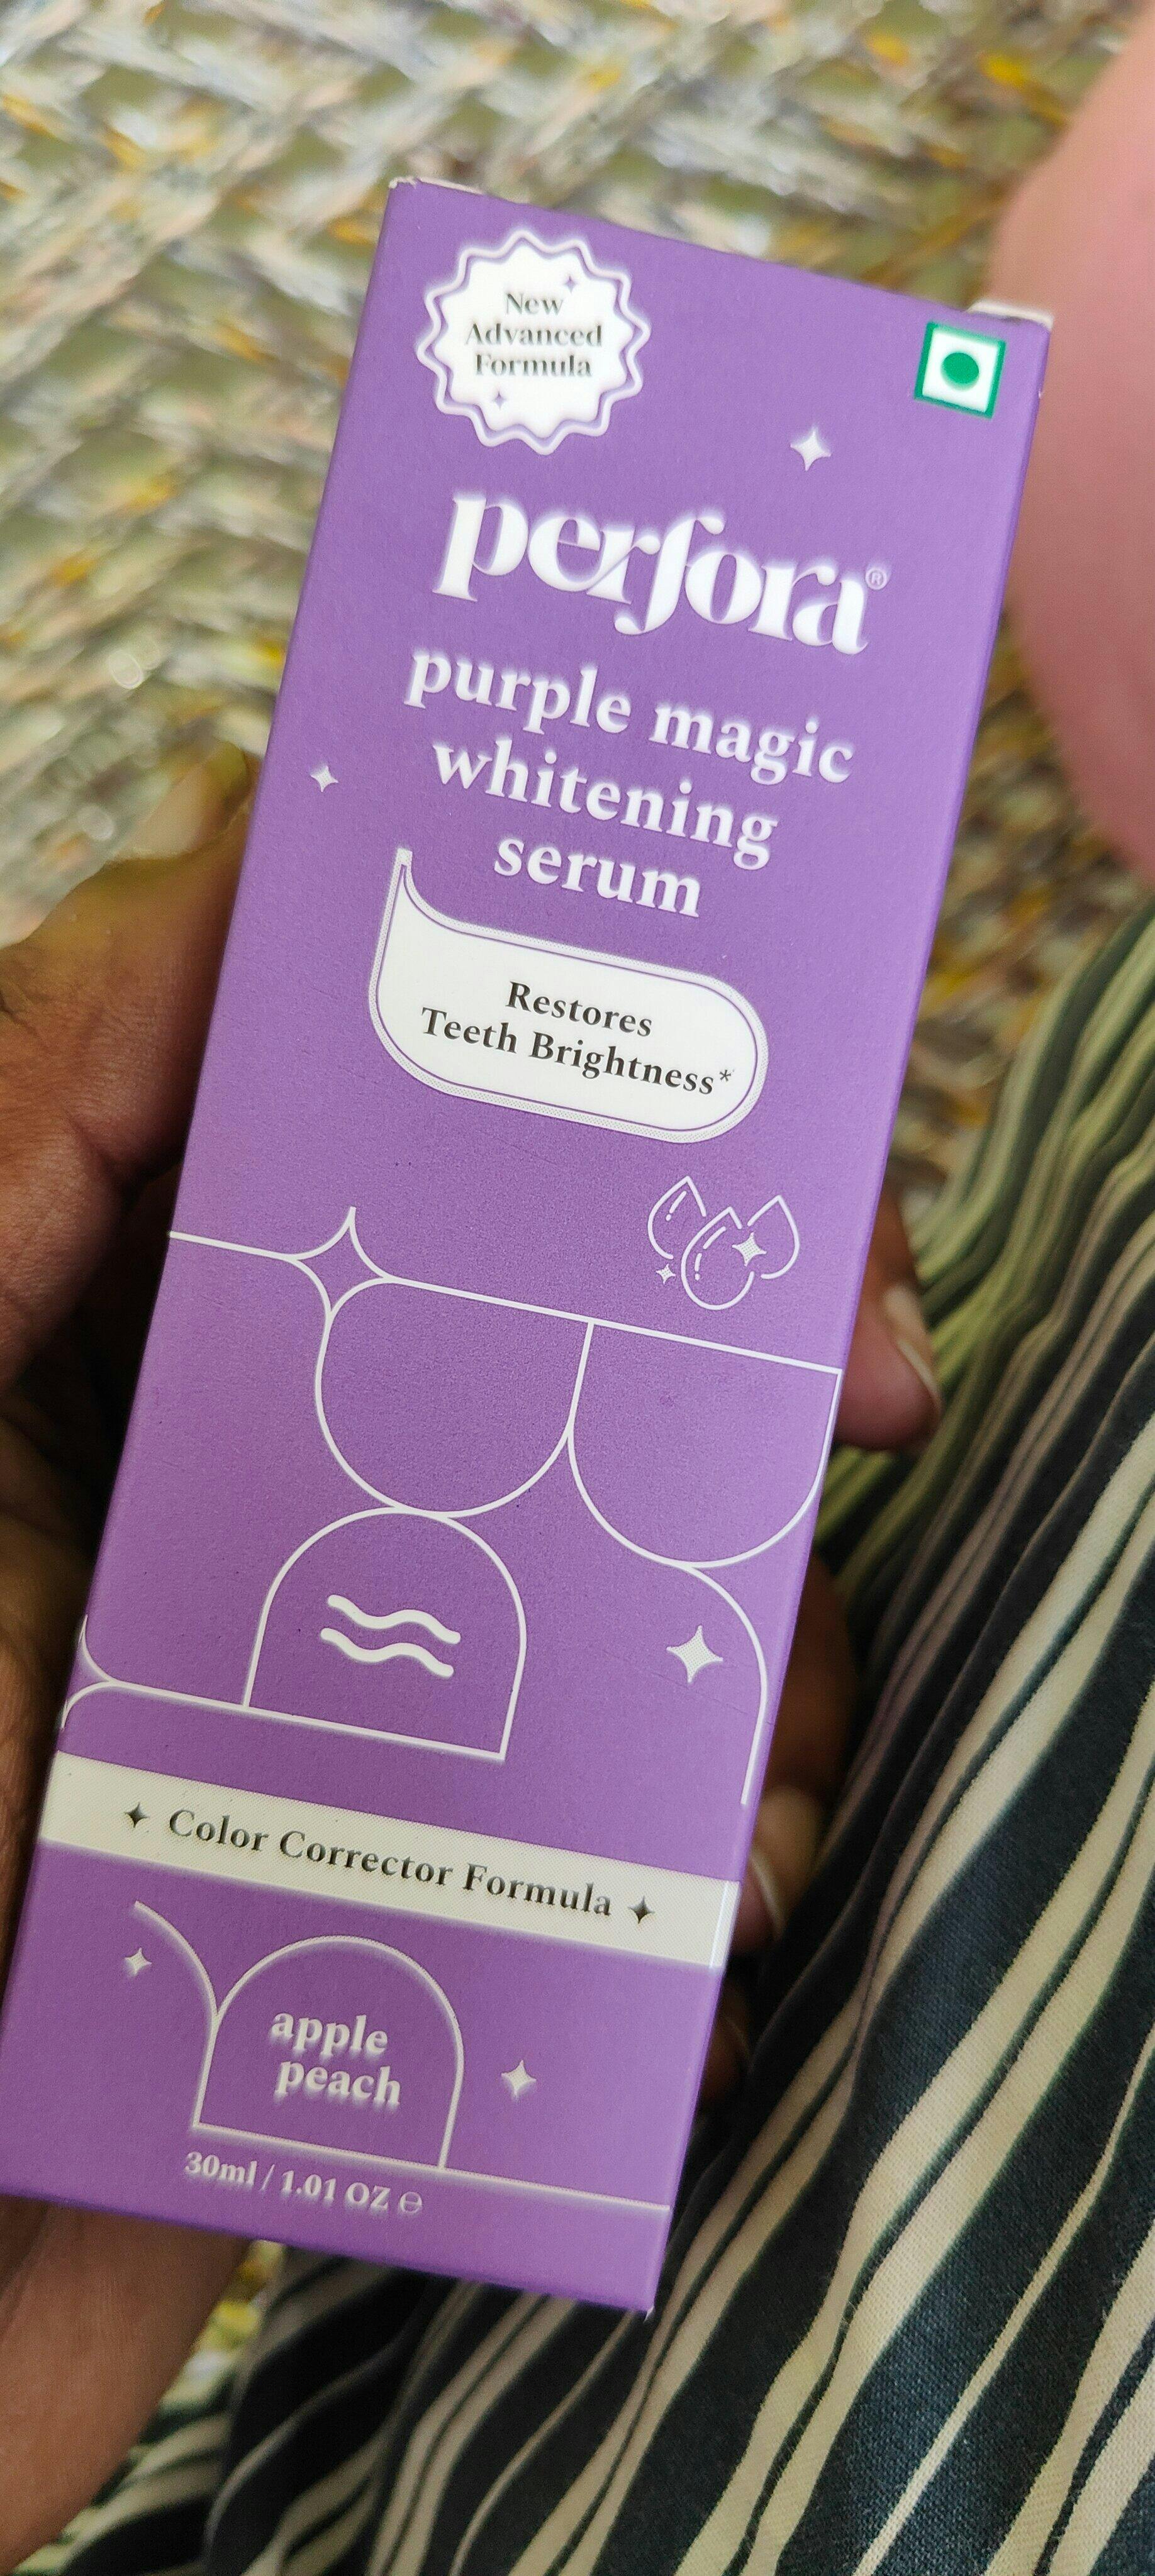 New
Advanced
Formula
perfora®
purple magic
whitening
serum
Restores
Teeth Brightness*
Color Corrector Formula
apple
peach
30ml / 1.01 OZ ℮